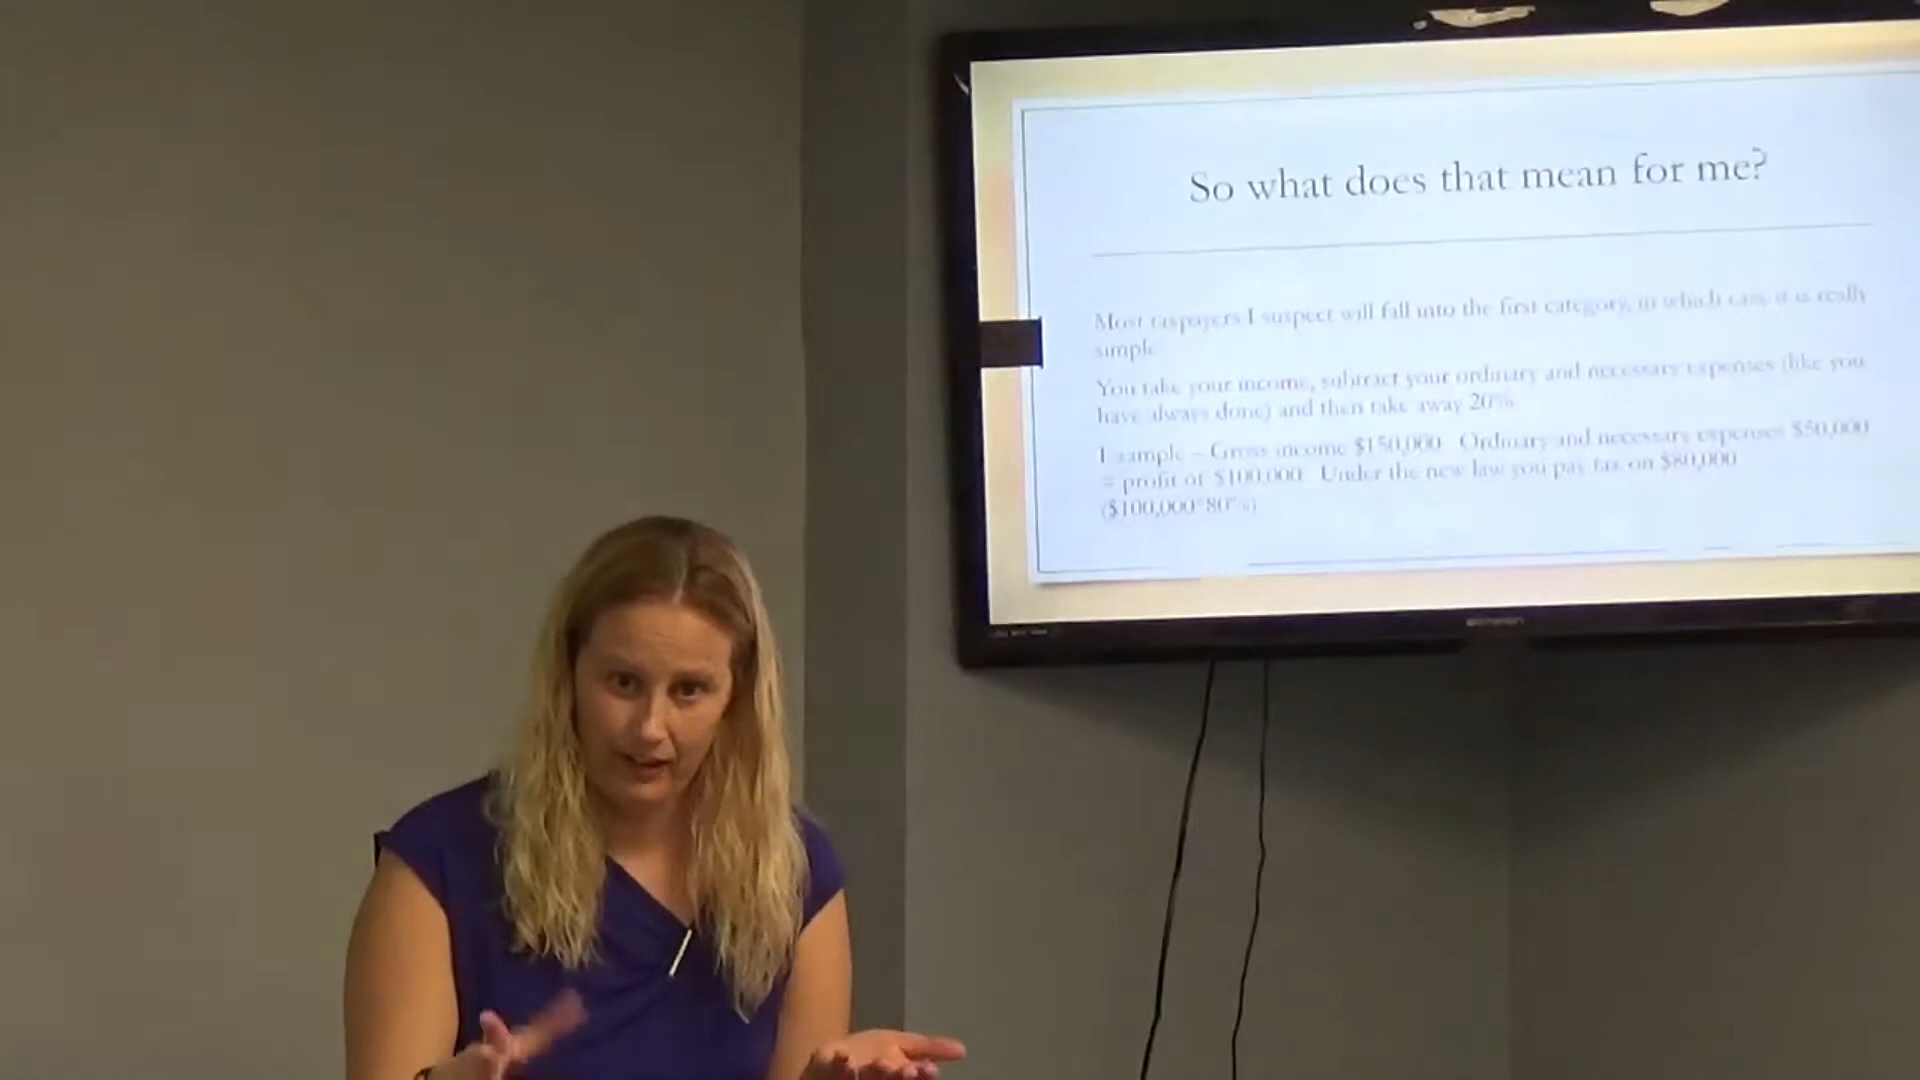 So what does that mean for me?
Most taxpayers I suspect will fall into the first category, in which case it is really
simple.
You take your income, subtract your ordinary and necessary expenses (like you
have always done) and then take away 20%.
Example – Gross income $150,000 Ordinary and necessary expenses $50,000
= profit of $100,000 Under the new law you pay tax on $80,000
($100,000*80%)